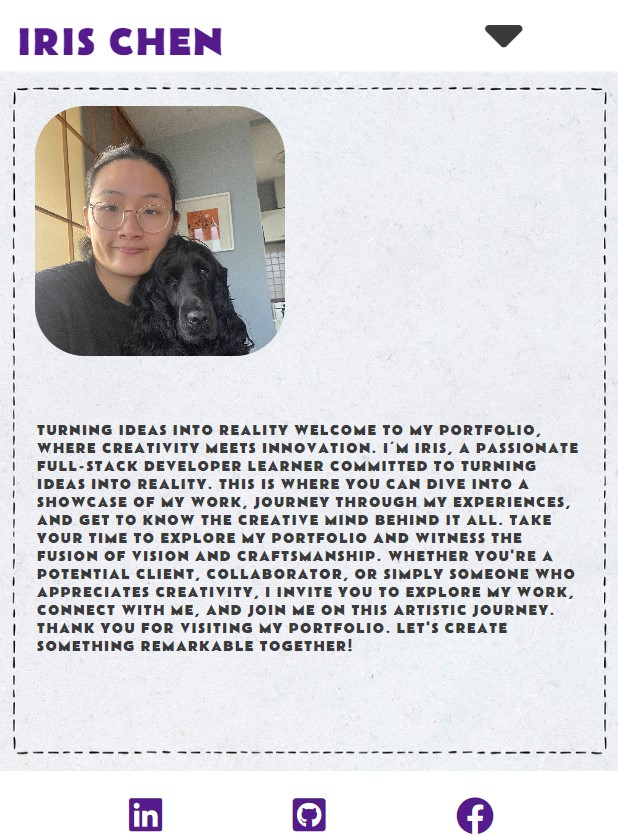 IRIS CHEN
TURNING IDEAS INTO REALITY WELCOME TO MY PORTFOLIO,
WHERE CREATIVITY MEETS INNOVATION. I'M IRIS, A PASSIONATE
FULL-STACK DEVELOPER LEARNER COMMITTED TO TURNING
IDEAS INTO REALITY. THIS IS WHERE YOU CAN DIVE INTO A
SHOWCASE OF MY WORK, JOURNEY THROUGH MY EXPERIENCES,
AND GET TO KNOW THE CREATIVE MIND BEHIND IT ALL. TAKE
YOUR TIME TO EXPLORE MY PORTFOLIO AND WITNESS THE
FUSION OF VISION AND CRAFTSMANSHIP. WHETHER YOU'RE A
POTENTIAL CLIENT, COLLABORATOR, OR SIMPLY SOMEONE WHO
APPRECIATES CREATIVITY, I INVITE YOU TO EXPLORE MY WORK,
CONNECT WITH ME, AND JOIN ME ON THIS ARTISTIC JOURNEY.
THANK YOU FOR VISITING MY PORTFOLIO. LET'S CREATE
SOMETHING REMARKABLE TOGETHER!
in